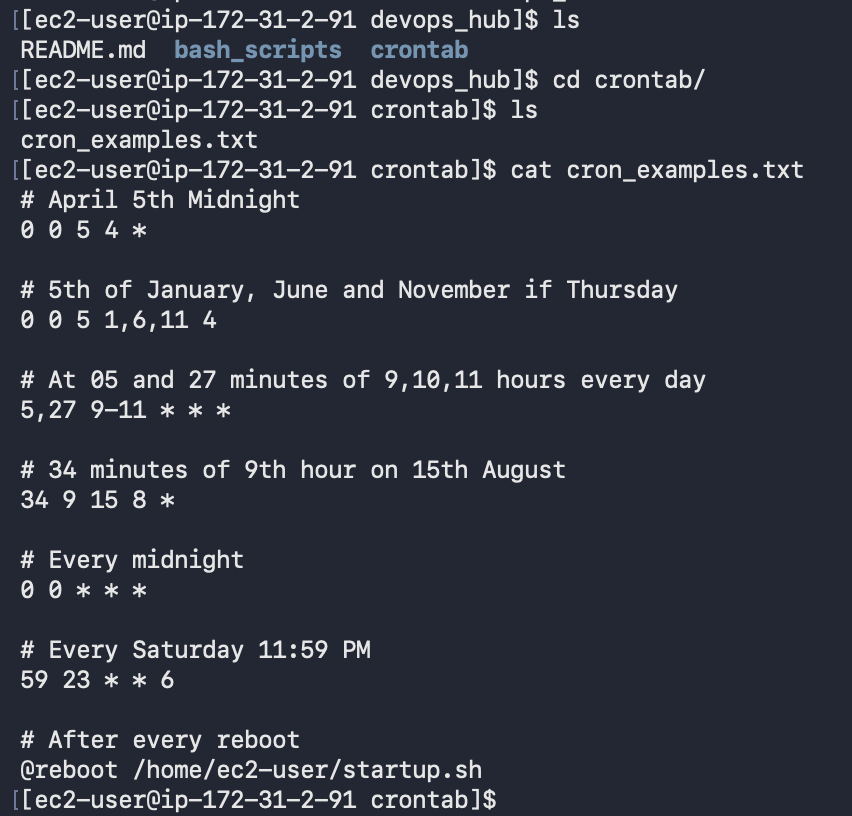 [[ec2-user@ip-172-31-2-91 devops_hub]$ ls
README.md  bash_scripts  crontab
[[ec2-user@ip-172-31-2-91 devops_hub]$ cd crontab/
[[ec2-user@ip-172-31-2-91 crontab]$ ls
cron_examples.txt
[[ec2-user@ip-172-31-2-91 crontab]$ cat cron_examples.txt
# April 5th Midnight
0 0 5 4 *
# 5th of January, June and November if Thursday
0 0 5 1,6,11 4
# At 05 and 27 minutes of 9,10,11 hours every day
5,27 9-11 * * *
# 34 minutes of 9th hour on 15th August
34 9 15 8 *
# Every midnight
0 0 * * *
# Every Saturday 11:59 PM
59 23 * * 6
# After every reboot
@reboot /home/ec2-user/startup.sh
[[ec2-user@ip-172-31-2-91 crontab]$